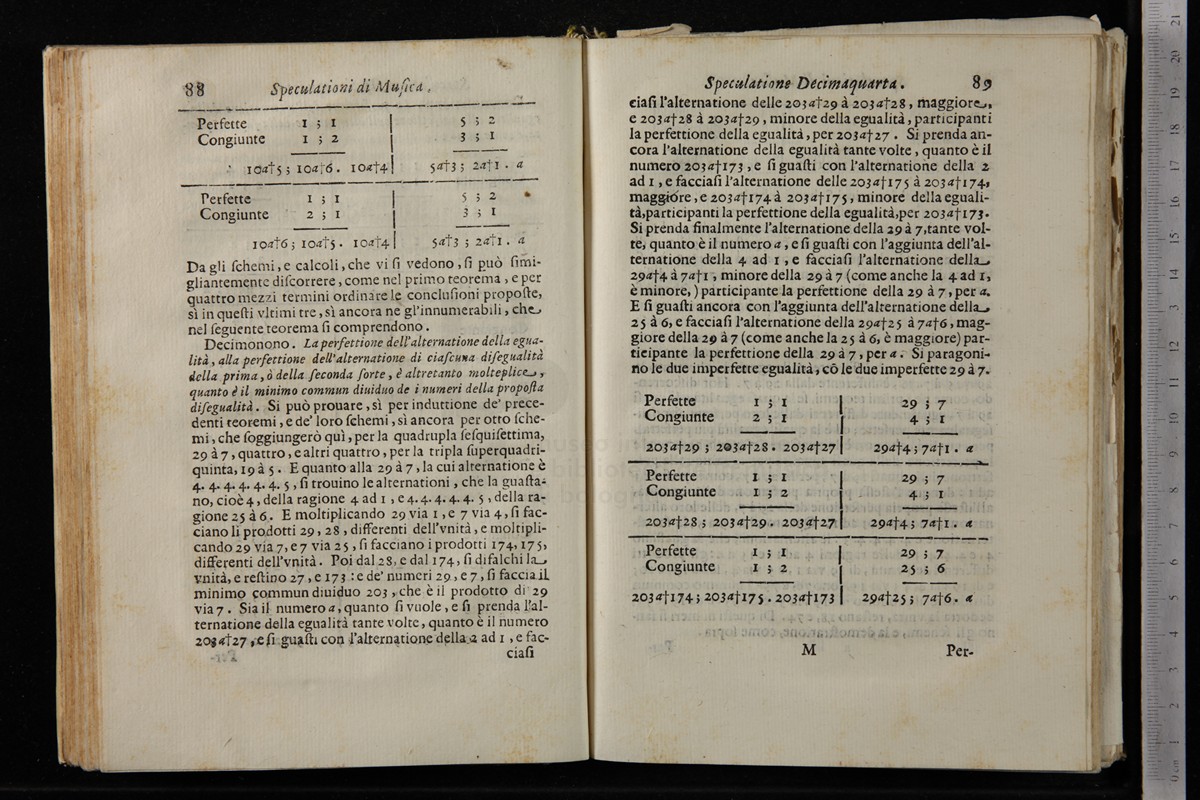 88 Speculationi di Muſica.
Perfette 1 ; 1 | 5 ; 2
Congiunte 1 ; 2 | 3 ; 1
10a†5 ; 10a†6 . 10a†4 | 5a†3 ; 2a†1 . a
Perfette 1 ; 1 | 5 ; 2
Congiunte 2 ; 1 | 3 ; 1
10a†6 ; 10a†5 . 10a†4 | 5a†3 ; 2a†1 . a
Da gli ſchemi, e calcoli, che vi ſi vedono, ſi può ſimi-
gliantemente diſcorrere, come nel primo teorema, e per
quattro mezzi termini ordinare le concluſioni propoſte,
sì in queſti vltimi tre, sì ancora ne gl'innumerabili, che
nel ſeguente teorema ſi comprendono.
Decimonono. La perfettione dell'alternatione della egua-
lità, alla perfettione dell'alternatione di ciaſcuna diſegualità
della prima, ò della ſeconda ſorte, è altretanto molteplice,
quanto è il minimo commun diuiduo de i numeri della propoſta
diſegualità. Si può prouare, sì per induttione de' prece-
denti teoremi, e de' loro ſchemi, sì ancora per otto ſche-
mi, che ſoggiungerò quì, per la quadrupla ſeſquiſettima,
29 à 7, quattro, e altri quattro, per la tripla ſuperquadri-
quinta, 19 à 5. E quanto alla 29 à 7, la cui alternatione è
4. 4. 4. 4. 4. 4. 5, ſi trouino le alternationi, che la guaſta-
no, cioè 4, della ragione 4 ad 1, e 4. 4. 4. 4. 4. 5, della ra-
gione 25 à 6. E moltiplicando 29 via 1, e 7 via 4, ſi fac-
ciano li prodotti 29, 28, differenti dell'vnità, e moltipli-
cando 29 via 7, e 7 via 25, ſi facciano i prodotti 174, 175,
differenti dell'vnità. Poi dal 28, e dal 174, ſi difalchi la
vnità, e reſtino 27, e 173 : e de' numeri 29, e 7, ſi faccia il
minimo commun diuiduo 203, che è il prodotto di 29
via 7. Sia il numero a, quanto ſi vuole, e ſi prenda l'al-
ternatione della egualità tante volte, quanto è il numero
203a†27, e ſi guaſti con l'alternatione della 2 ad 1, e fac-
ciaſi
Speculatione Decimaquarta. 89
ciaſi l'alternatione delle 203a†29 à 203a†28, maggiore,
e 203a†28 à 203a†29, minore della egualità, participanti
la perfettione della egualità, per 203a†27. Si prenda an-
cora l'alternatione della egualità tante volte, quanto è il
numero 203a†173, e ſi guaſti con l'alternatione della 2
ad 1, e facciaſi l'alternatione delle 203a†175 à 203a†174,
maggiore, e 203a†174 à 203a†175, minore della eguali-
tà, participanti la perfettione della egualità, per 203a†173.
Si prenda finalmente l'alternatione della 29 à 7, tante vol-
te, quanto è il numero a, e ſi guaſti con l'aggiunta dell'al-
ternatione della 4 ad 1, e facciaſi l'alternatione della
29a†4 à 7a†1, minore della 29 à 7 (come anche la 4 ad 1,
è minore,) participante la perfettione della 29 à 7, per a.
E ſi guaſti ancora con l'aggiunta dell'alternatione della
25 à 6, e facciaſi l'alternatione della 29a†25 à 7a†6, mag-
giore della 29 à 7 (come anche la 25 à 6, è maggiore) par-
ticipante la perfettione della 29 à 7, per a. Si paragoni-
no le due imperfette egualità, cõ le due imperfette 29 à 7.
Perfette 1 ; 1 | 29 ; 7
Congiunte 2 ; 1 | 4 ; 1
203a†29 ; 203a†28 . 203a†27 | 29a†4 ; 7a†1 . a
Perfette 1 ; 1 | 29 ; 7
Congiunte 1 ; 2 | 4 ; 1
203a†28 ; 203a†29 . 203a†27 | 29a†4 ; 7a†1 . a
Perfette 1 ; 1 | 29 ; 7
Congiunte 1 ; 2 | 25 ; 6
203a†174 ; 203a†175 . 203a†173 | 29a†25 ; 7a†6 . a
M Per-